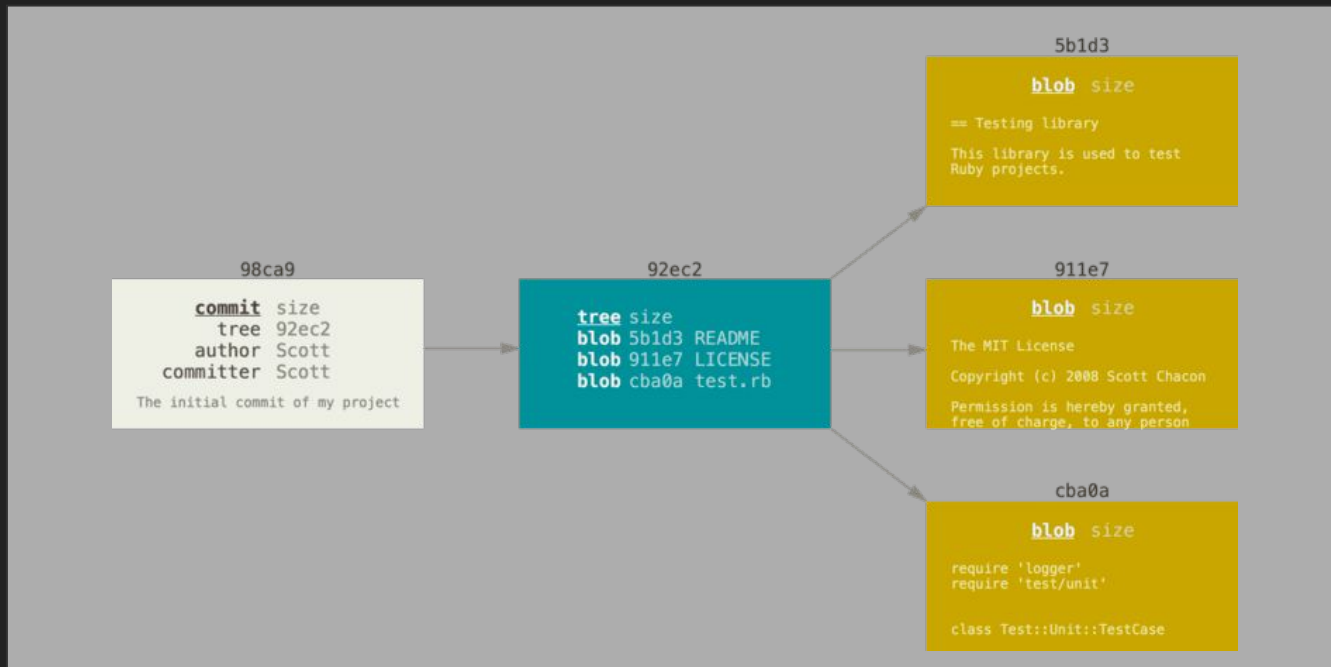 98ca9
commit size
tree 92ec2
author Scott
committer Scott
The initial commit of my project
92ec2
tree size
blob 5b1d3 README
blob 911e7 LICENSE
blob cba0a test.rb
5b1d3
blob size
== Testing library
This library is used to test
Ruby projects.
911e7
blob size
The MIT License
Copyright (c) 2008 Scott Chacon
Permission is hereby granted,
free of charge, to any person
cba0a
blob size
require 'logger'
require 'test/unit'
class Test::Unit::TestCase